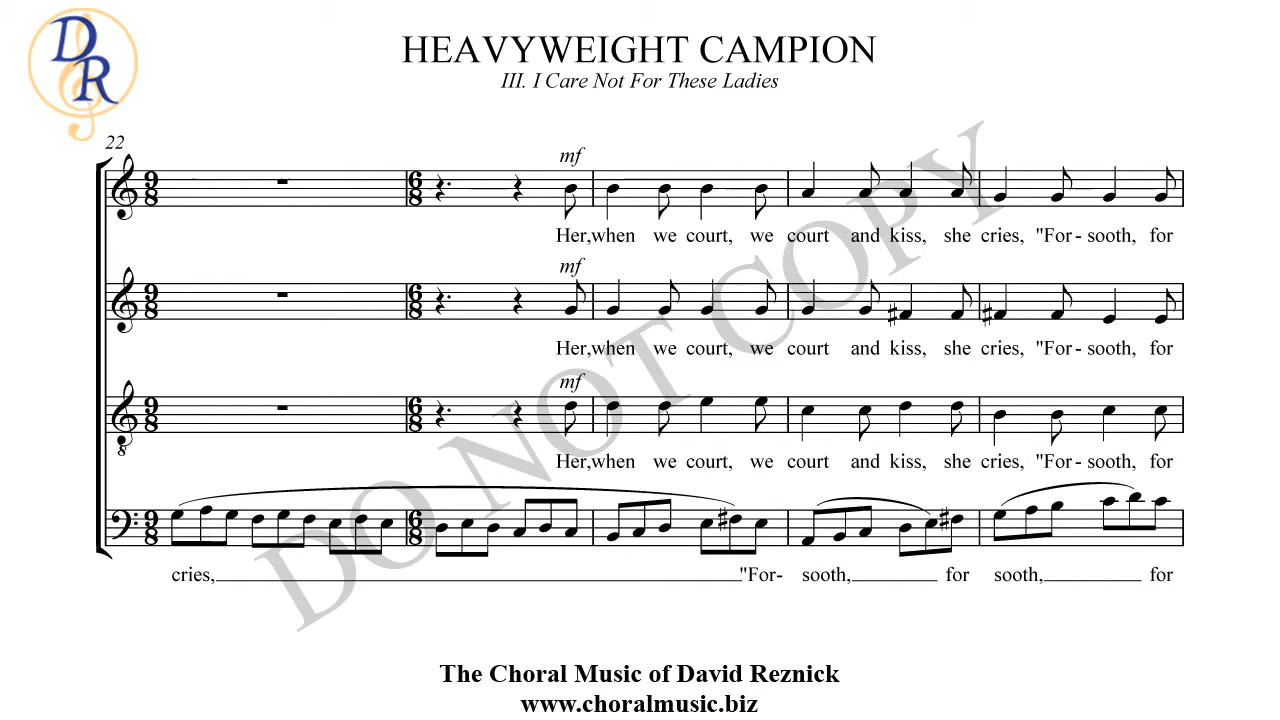 DR
HEAVYWEIGHT CAMPION
III. I Care Not For These Ladies
22
mf
Her, when we court, we court and kiss, she cries, "For- sooth, for
mf
Her, when we court, we court and kiss, she cries, "For- sooth, for
mf
Her, when we court, we court and kiss, she cries, "For- sooth, for
cries, "For- sooth, for sooth, for
DO NOT COPY
The Choral Music of David Reznick
www.choralmusic.biz